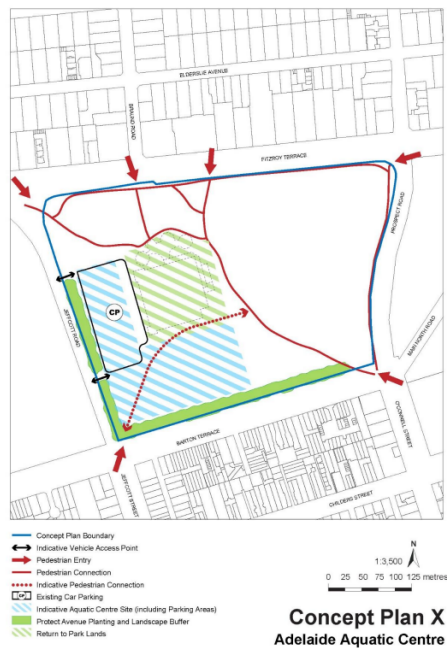 ELDERSLIE AVENUE
BRAUND ROAD
FITZROY TERRACE
PROSPECT ROAD
MAIN NORTH ROAD
JEFFCOTT ROAD
CP
BARTON TERRACE
O'CONNELL STREET
JEFFCOTT STREET
CHILDERS STREET
Concept Plan Boundary
Indicative Vehicle Access Point
Pedestrian Entry
Pedestrian Connection
Indicative Pedestrian Connection
CP Existing Car Parking
Indicative Aquatic Centre Site (including Parking Areas)
Protect Avenue Planting and Landscape Buffer
Return to Park Lands
N
1:3,500
0 25 50 75 100 125 metres
Concept Plan X
Adelaide Aquatic Centre